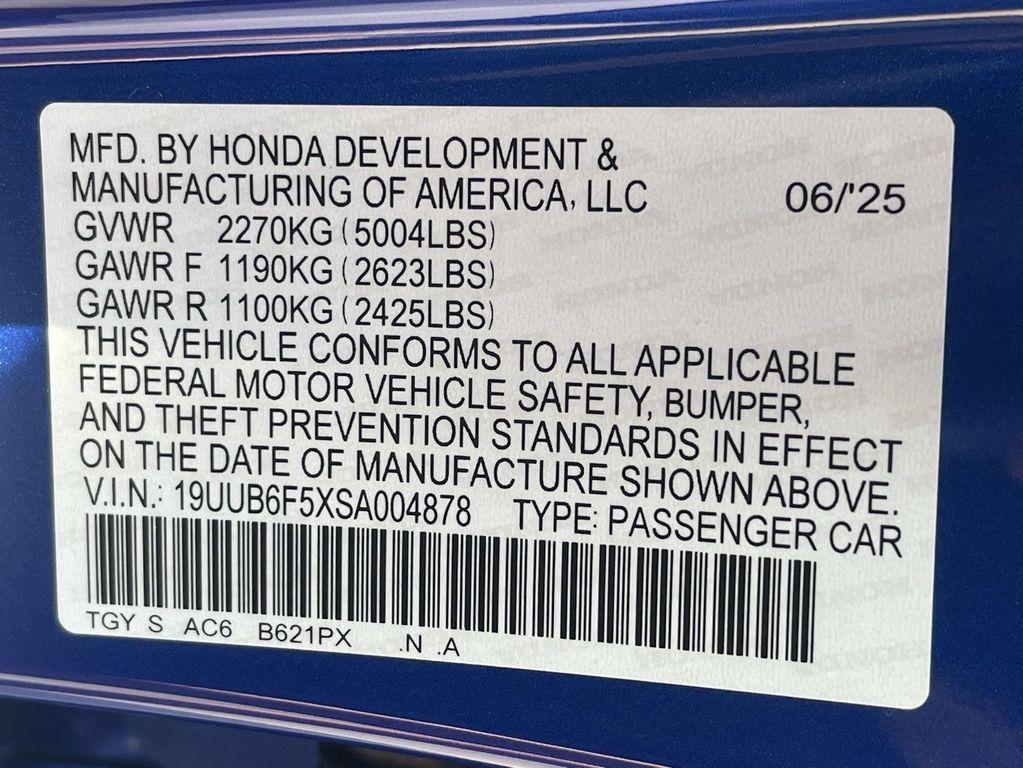 MFD. BY HONDA DEVELOPMENT &
MANUFACTURING OF AMERICA, LLC 06/'25
GVWR 2270KG (5004LBS)
GAWR F 1190KG (2623LBS)
GAWR R 1100KG (2425LBS)
THIS VEHICLE CONFORMS TO ALL APPLICABLE
FEDERAL MOTOR VEHICLE SAFETY, BUMPER,
AND THEFT PREVENTION STANDARDS IN EFFECT
ON THE DATE OF MANUFACTURE SHOWN ABOVE.
V.I.N.: 19UUB6F5XSA004878 TYPE: PASSENGER CAR
TGY S AC6 B621PX .N .A